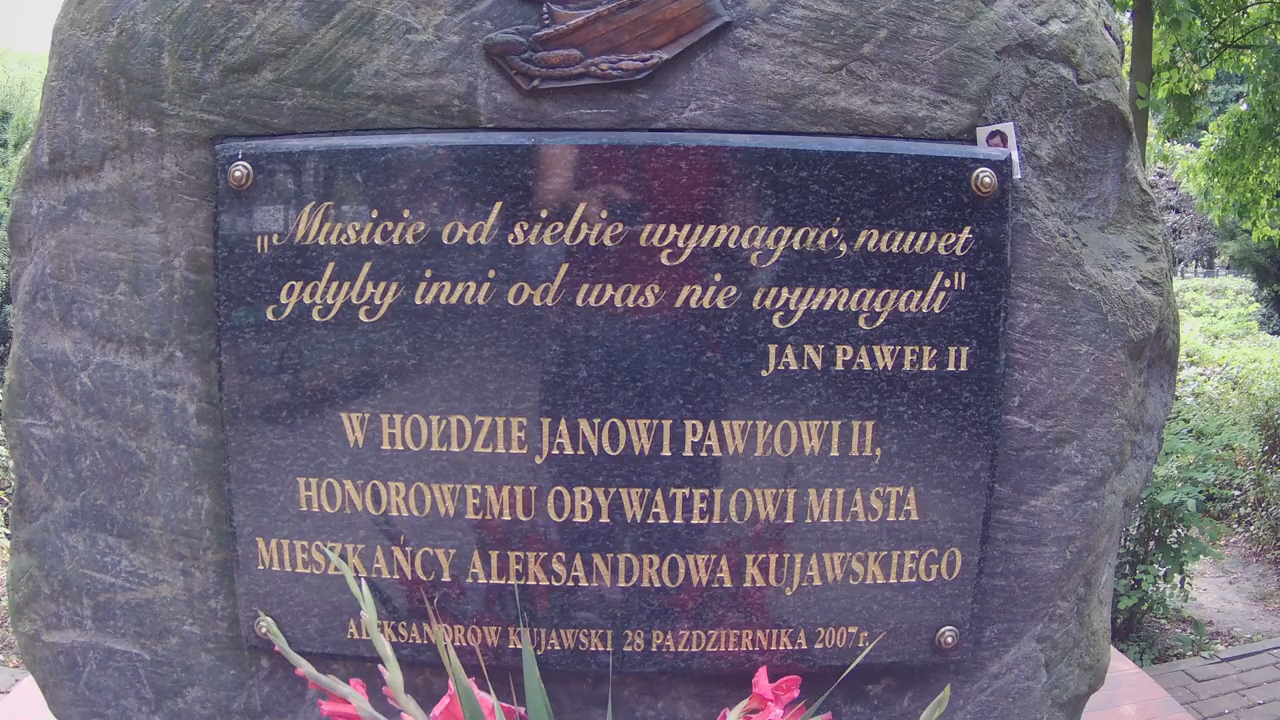 „Musicie od siebie wymagać, nawet
gdyby inni od was nie wymagali"
JAN PAWEŁ II
W HOŁDZIE JANOWI PAWŁOWI II,
HONOROWEMU OBYWATELOWI MIASTA
MIESZKAŃCY ALEKSANDROWA KUJAWSKIEGO
ALEKSANDRÓW KUJAWSKI 28 PAŹDZIERNIKA 2007r.